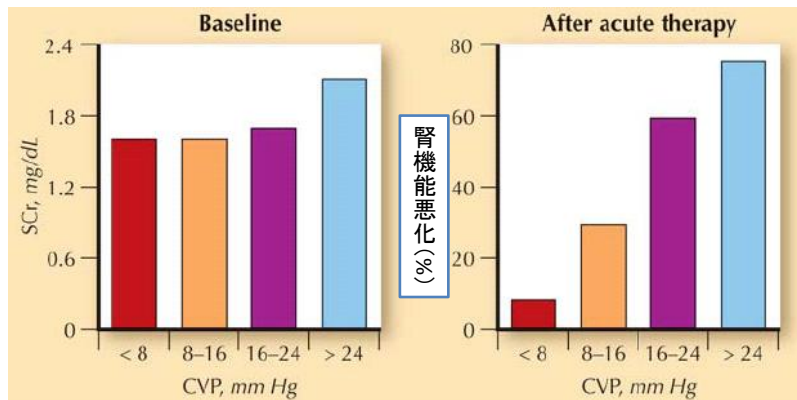 Baseline
2.4
1.8
1.2
0.6
0
SCr, mg/dL
< 8 8–16 16–24 > 24
CVP, mm Hg
腎機能悪化(%)
After acute therapy
80
60
40
20
0
< 8 8–16 16–24 > 24
CVP, mm Hg